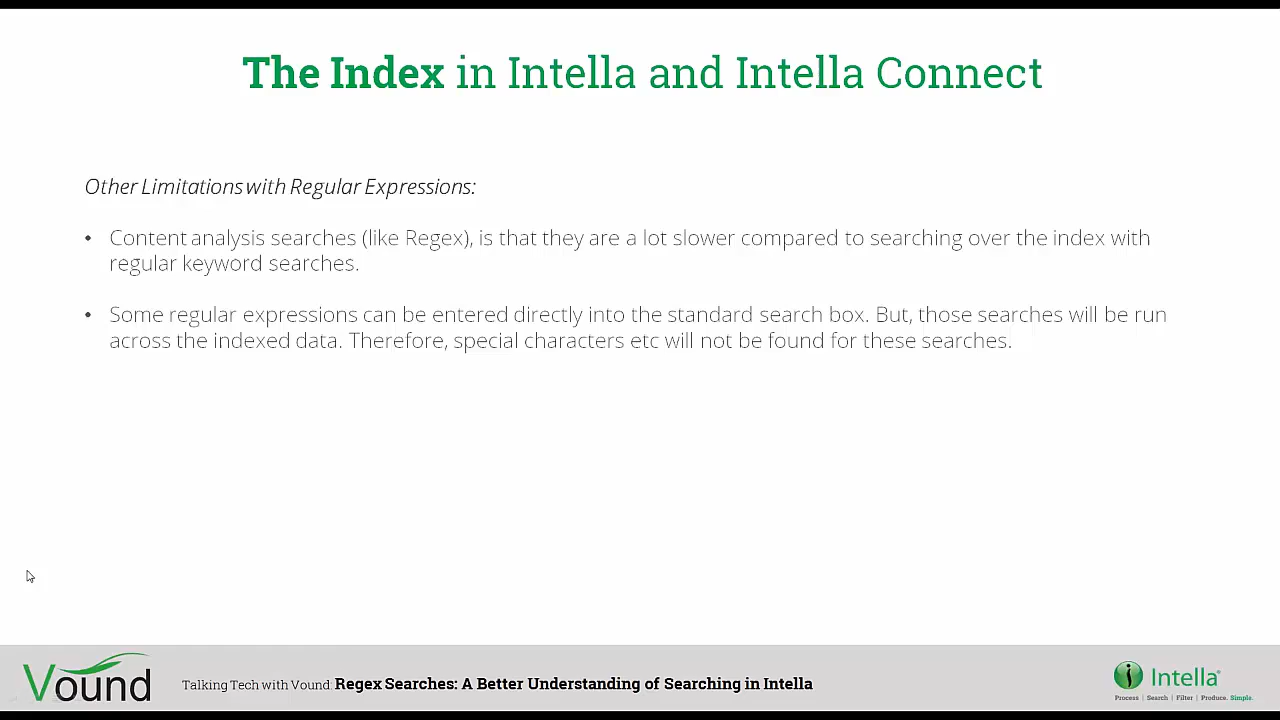 The Index in Intella and Intella Connect
Other Limitations with Regular Expressions:
• Content analysis searches (like Regex), is that they are a lot slower compared to searching over the index with
regular keyword searches.
• Some regular expressions can be entered directly into the standard search box. But, those searches will be run
across the indexed data. Therefore, special characters etc will not be found for these searches.
Vound
Talking Tech with Vound: Regex Searches: A Better Understanding of Searching in Intella
Intella®
Process | Search | Filter | Produce. Simple.